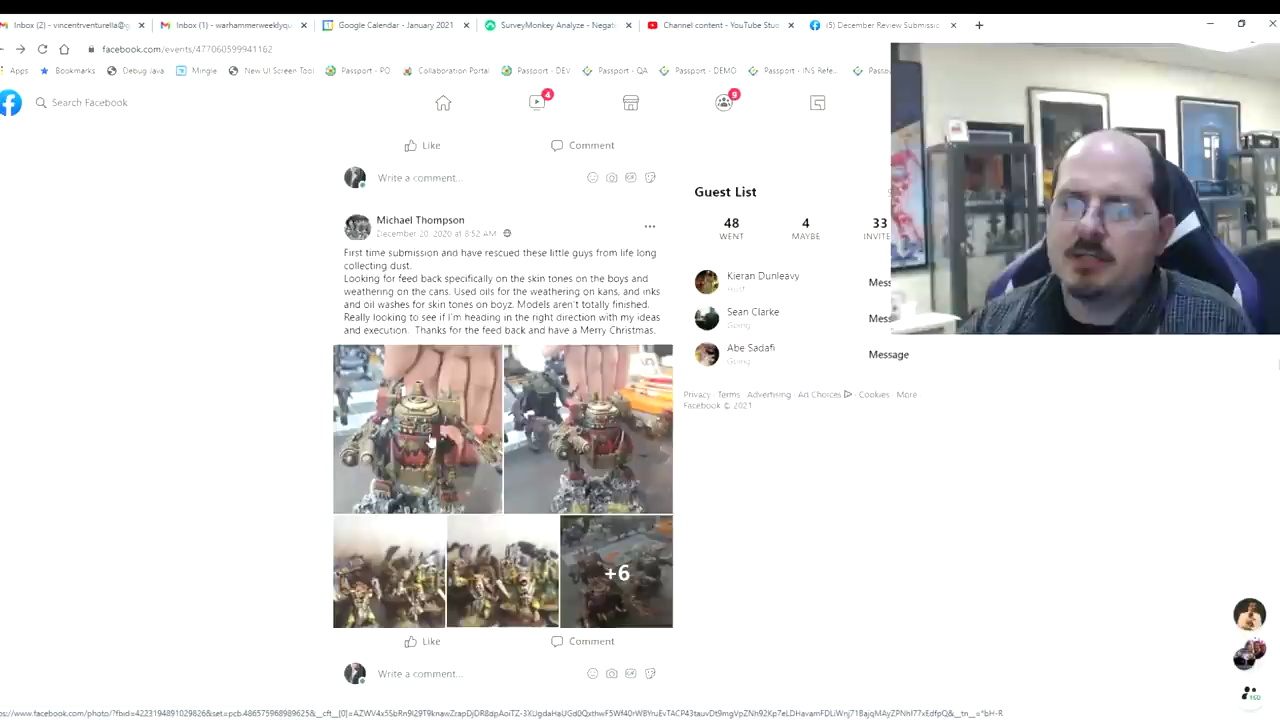 Inbox (2) - vincentrventurella@g
Inbox (1) - warhammerweeklyqu
Google Calendar - January 2021
SurveyMonkey Analyze - Negati
Channel content - YouTube Stu
(5) December Review Submissio
facebook.com/events/477060599941162
Apps
Bookmarks
Debug Java
Mingle
New UI Screen Tool
Passport - PO
Collaboration Portal
Passport - DEV
Passport - QA
Passport - DEMO
Passport - INS Refe...
Search Facebook
4
9
Like
Comment
Write a comment...
Michael Thompson
December 20, 2020 at 8:52 AM
First time submission and have rescued these little guys from life long
collecting dust.
Looking for feed back specifically on the skin tones on the boys and
weathering on the cans. Used oils for the weathering on kans, and inks
and oil washes for skin tones on boyz. Models aren't totally finished.
Really looking to see if I'm heading in the right direction with my ideas
and execution. Thanks for the feed back and have a Merry Christmas.
+6
Like
Comment
Write a comment...
Guest List
48
4
33
WENT
MAYBE
INVITE
Kieran Dunleavy
Host
Mess
Sean Clarke
Going
Mess
Abe Sadafi
Going
Message
Privacy · Terms · Advertising · Ad Choices · Cookies · More
Facebook © 2021
160